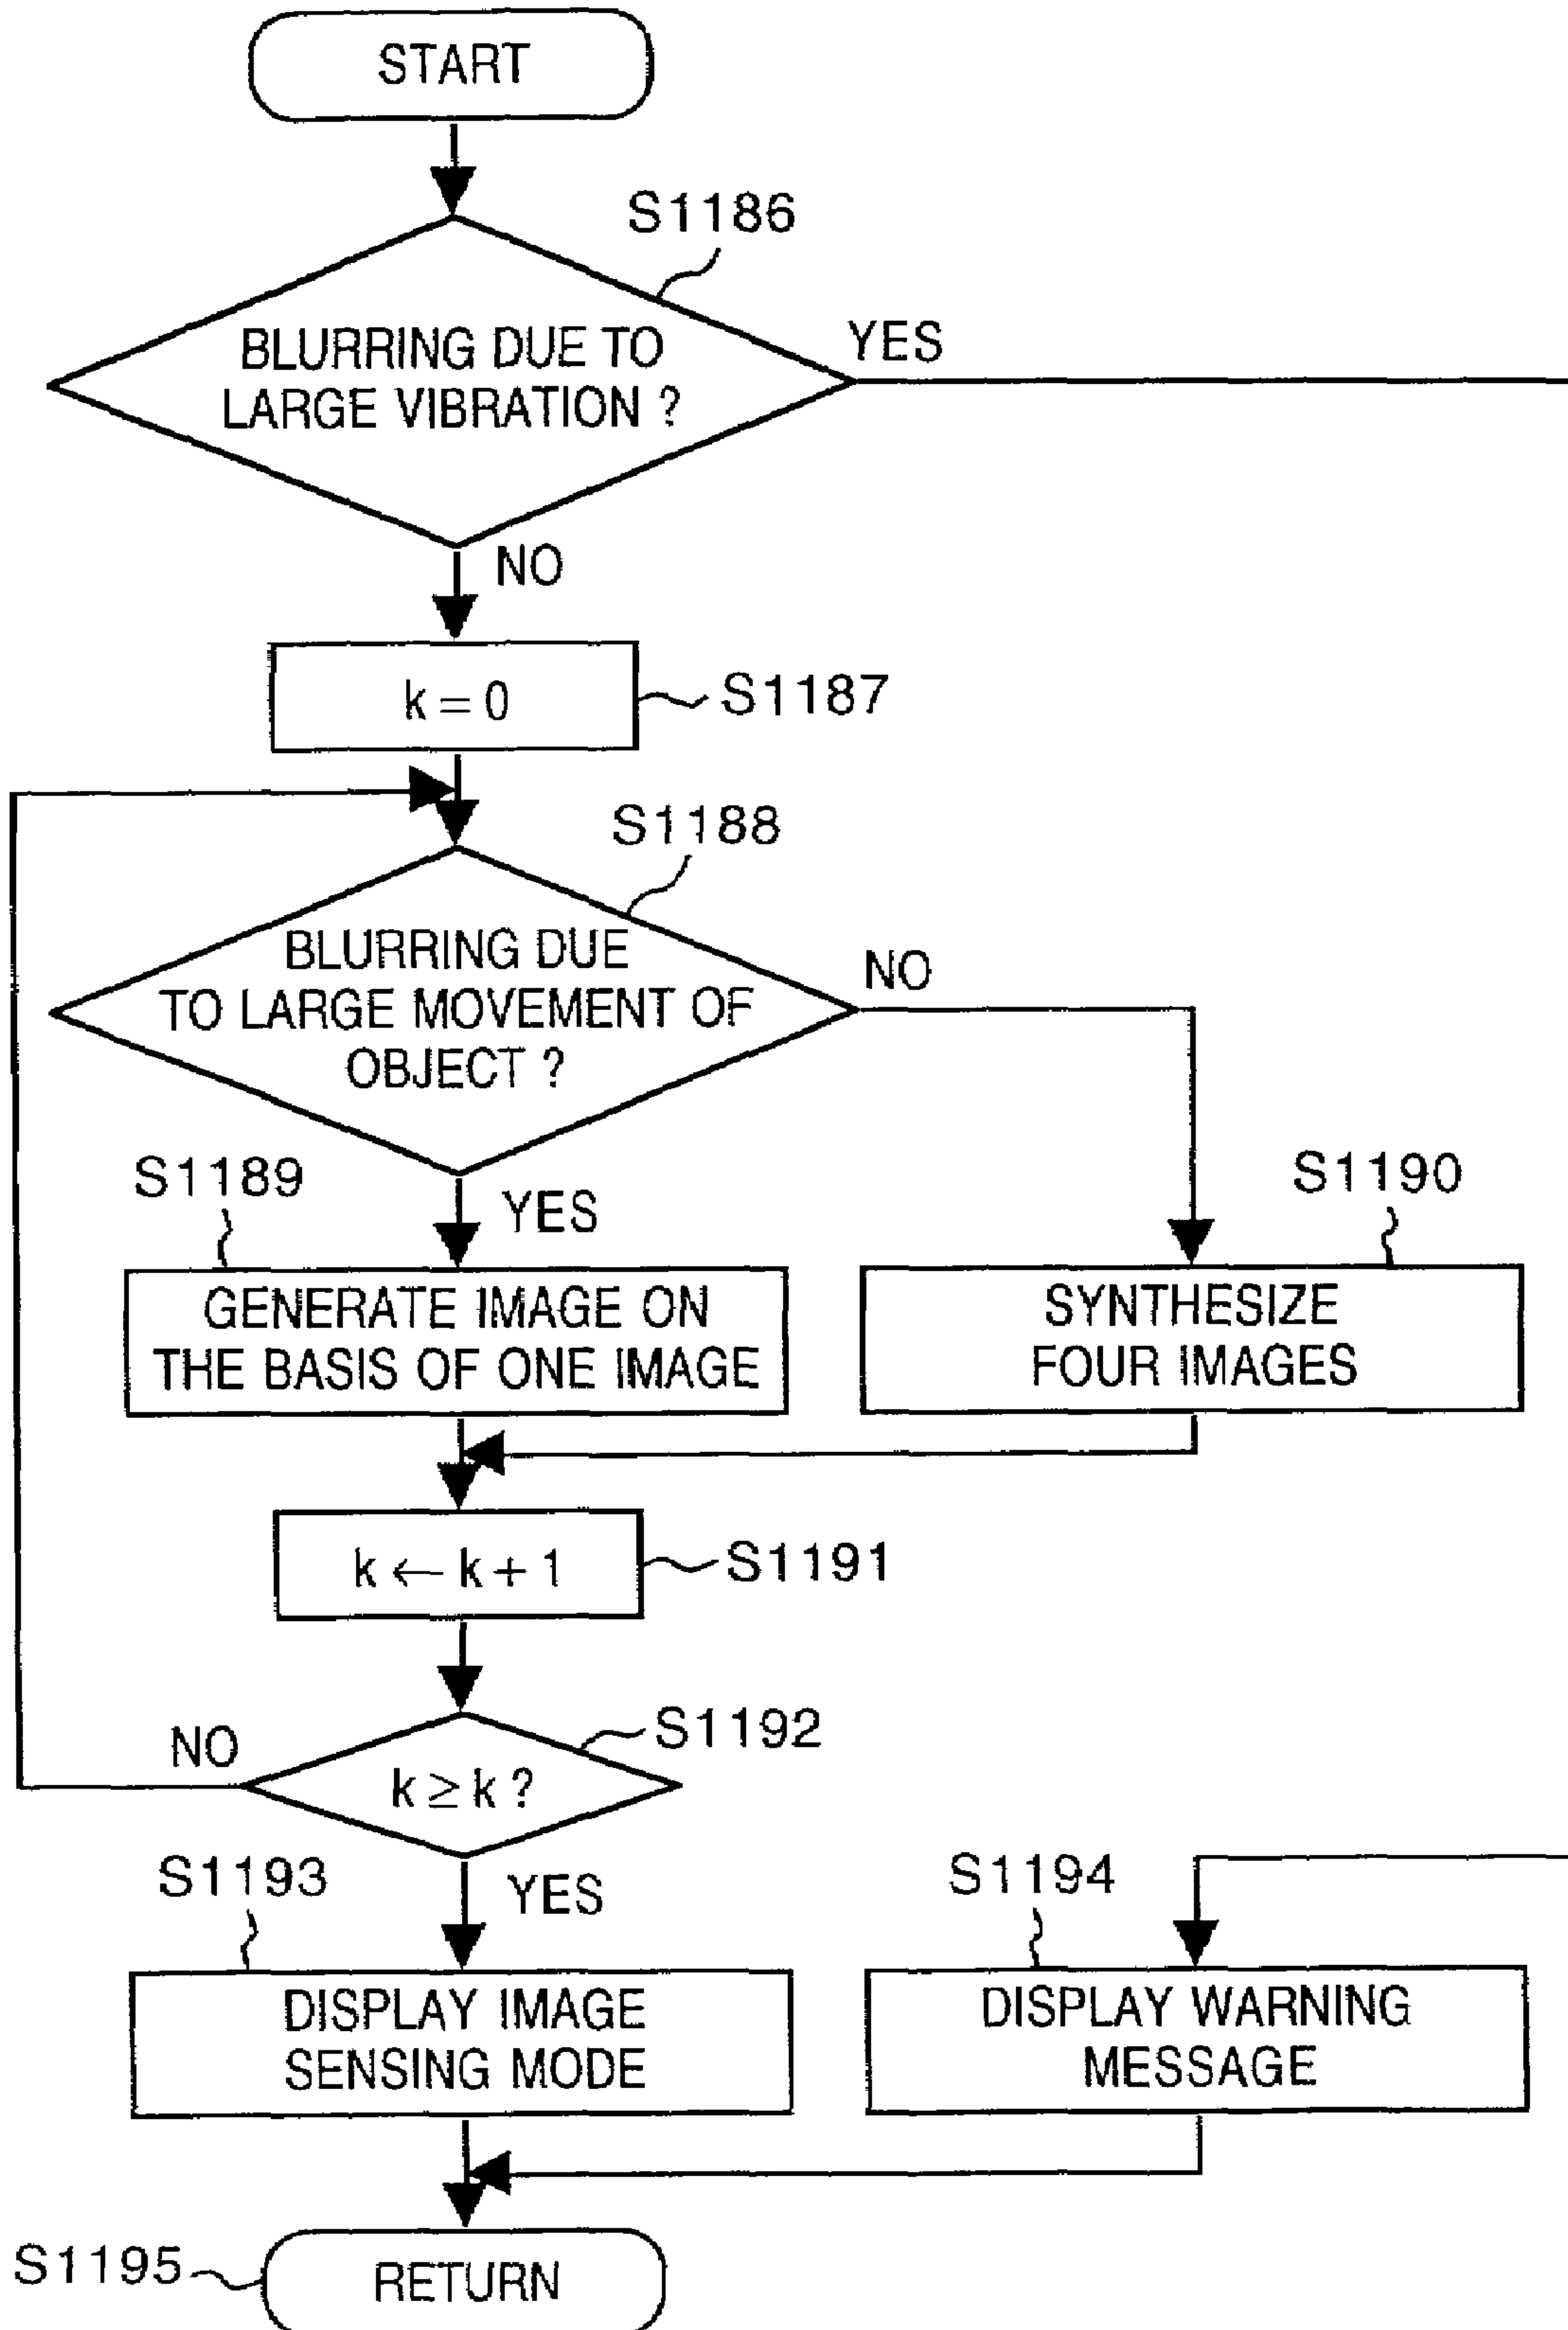 START
S1186
BLURRING DUE TO
LARGE VIBRATION ?
YES
NO
k = 0
S1187
S1188
BLURRING DUE
TO LARGE MOVEMENT OF
OBJECT ?
NO
S1189
YES
S1190
GENERATE IMAGE ON
THE BASIS OF ONE IMAGE
SYNTHESIZE
FOUR IMAGES
k ← k + 1
S1191
S1192
NO
k ≥ k ?
S1193
YES
S1194
DISPLAY IMAGE
SENSING MODE
DISPLAY WARNING
MESSAGE
S1195
RETURN